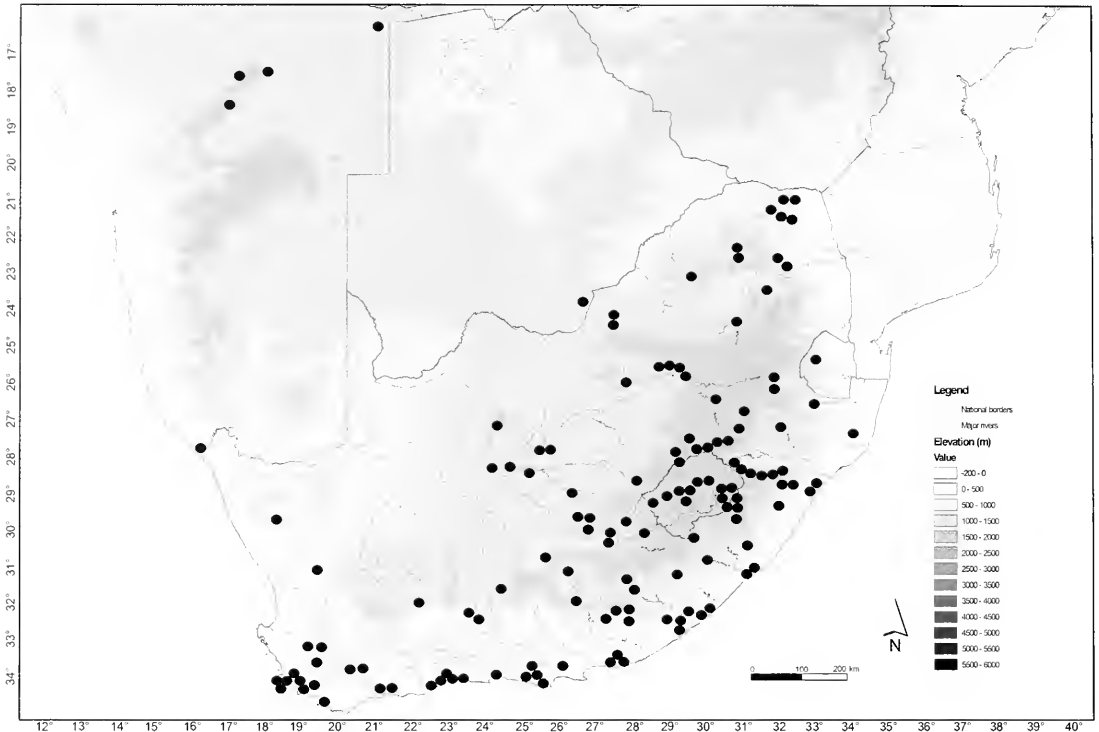 17°
18°
19°
20°
21°
22°
23°
24°
25°
26°
27°
28°
29°
30°
31°
32°
33°
34°
Legend
National borders
Major rivers
Elevation (m)
Value
-200 - 0
0 - 500
500 - 1000
1000 - 1500
1500 - 2000
2000 - 2500
2500 - 3000
3000 - 3500
3500 - 4000
4000 - 4500
4500 - 5000
5000 - 5500
5500 - 6000
N
0 100 200 km
12° 13° 14° 15° 16° 17° 18° 19° 20° 21° 22° 23° 24° 25° 26° 27° 28° 29° 30° 31° 32° 33° 34° 35° 36° 37° 38° 39° 40°